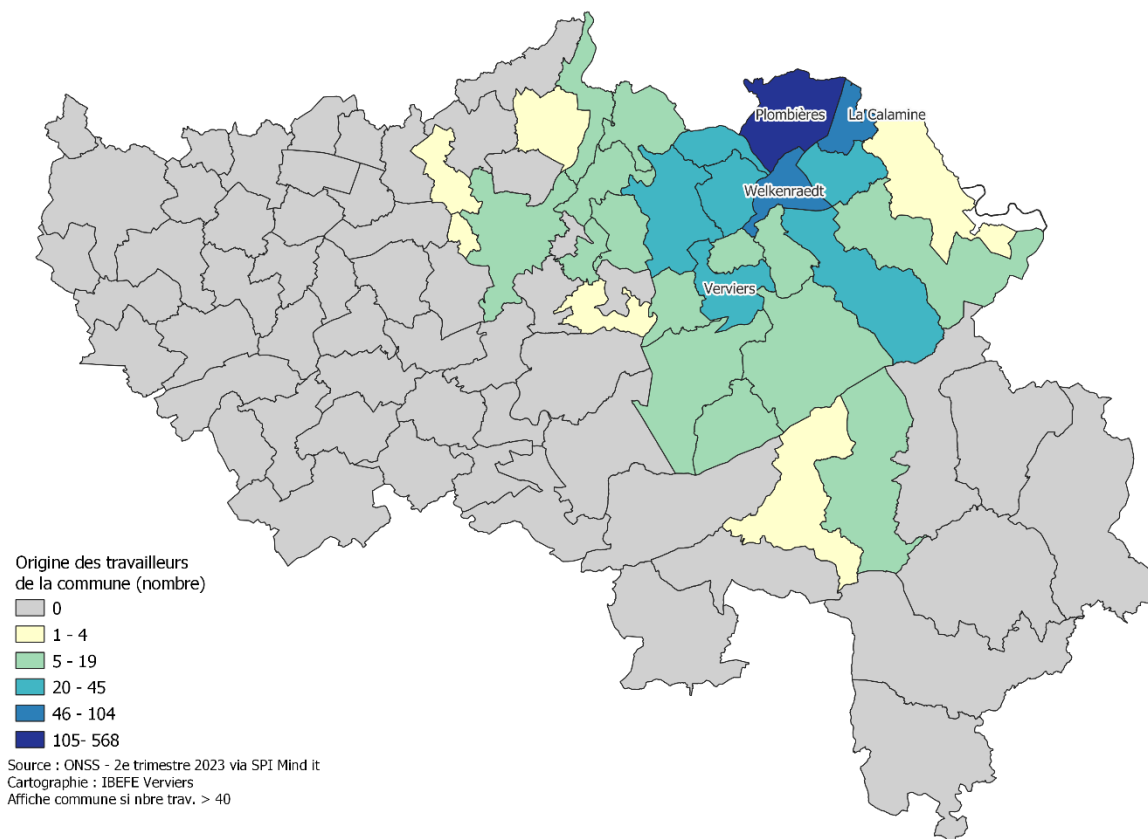 Plombières
La Calamine
Welkenraedt
Verviers
Origine des travailleurs
de la commune (nombre)
0
1 - 4
5 - 19
20 - 45
46 - 104
105- 568
Source : ONSS - 2e trimestre 2023 via SPI Mind it
Cartographie : IBEFE Verviers
Affiche commune si nbre trav. > 40